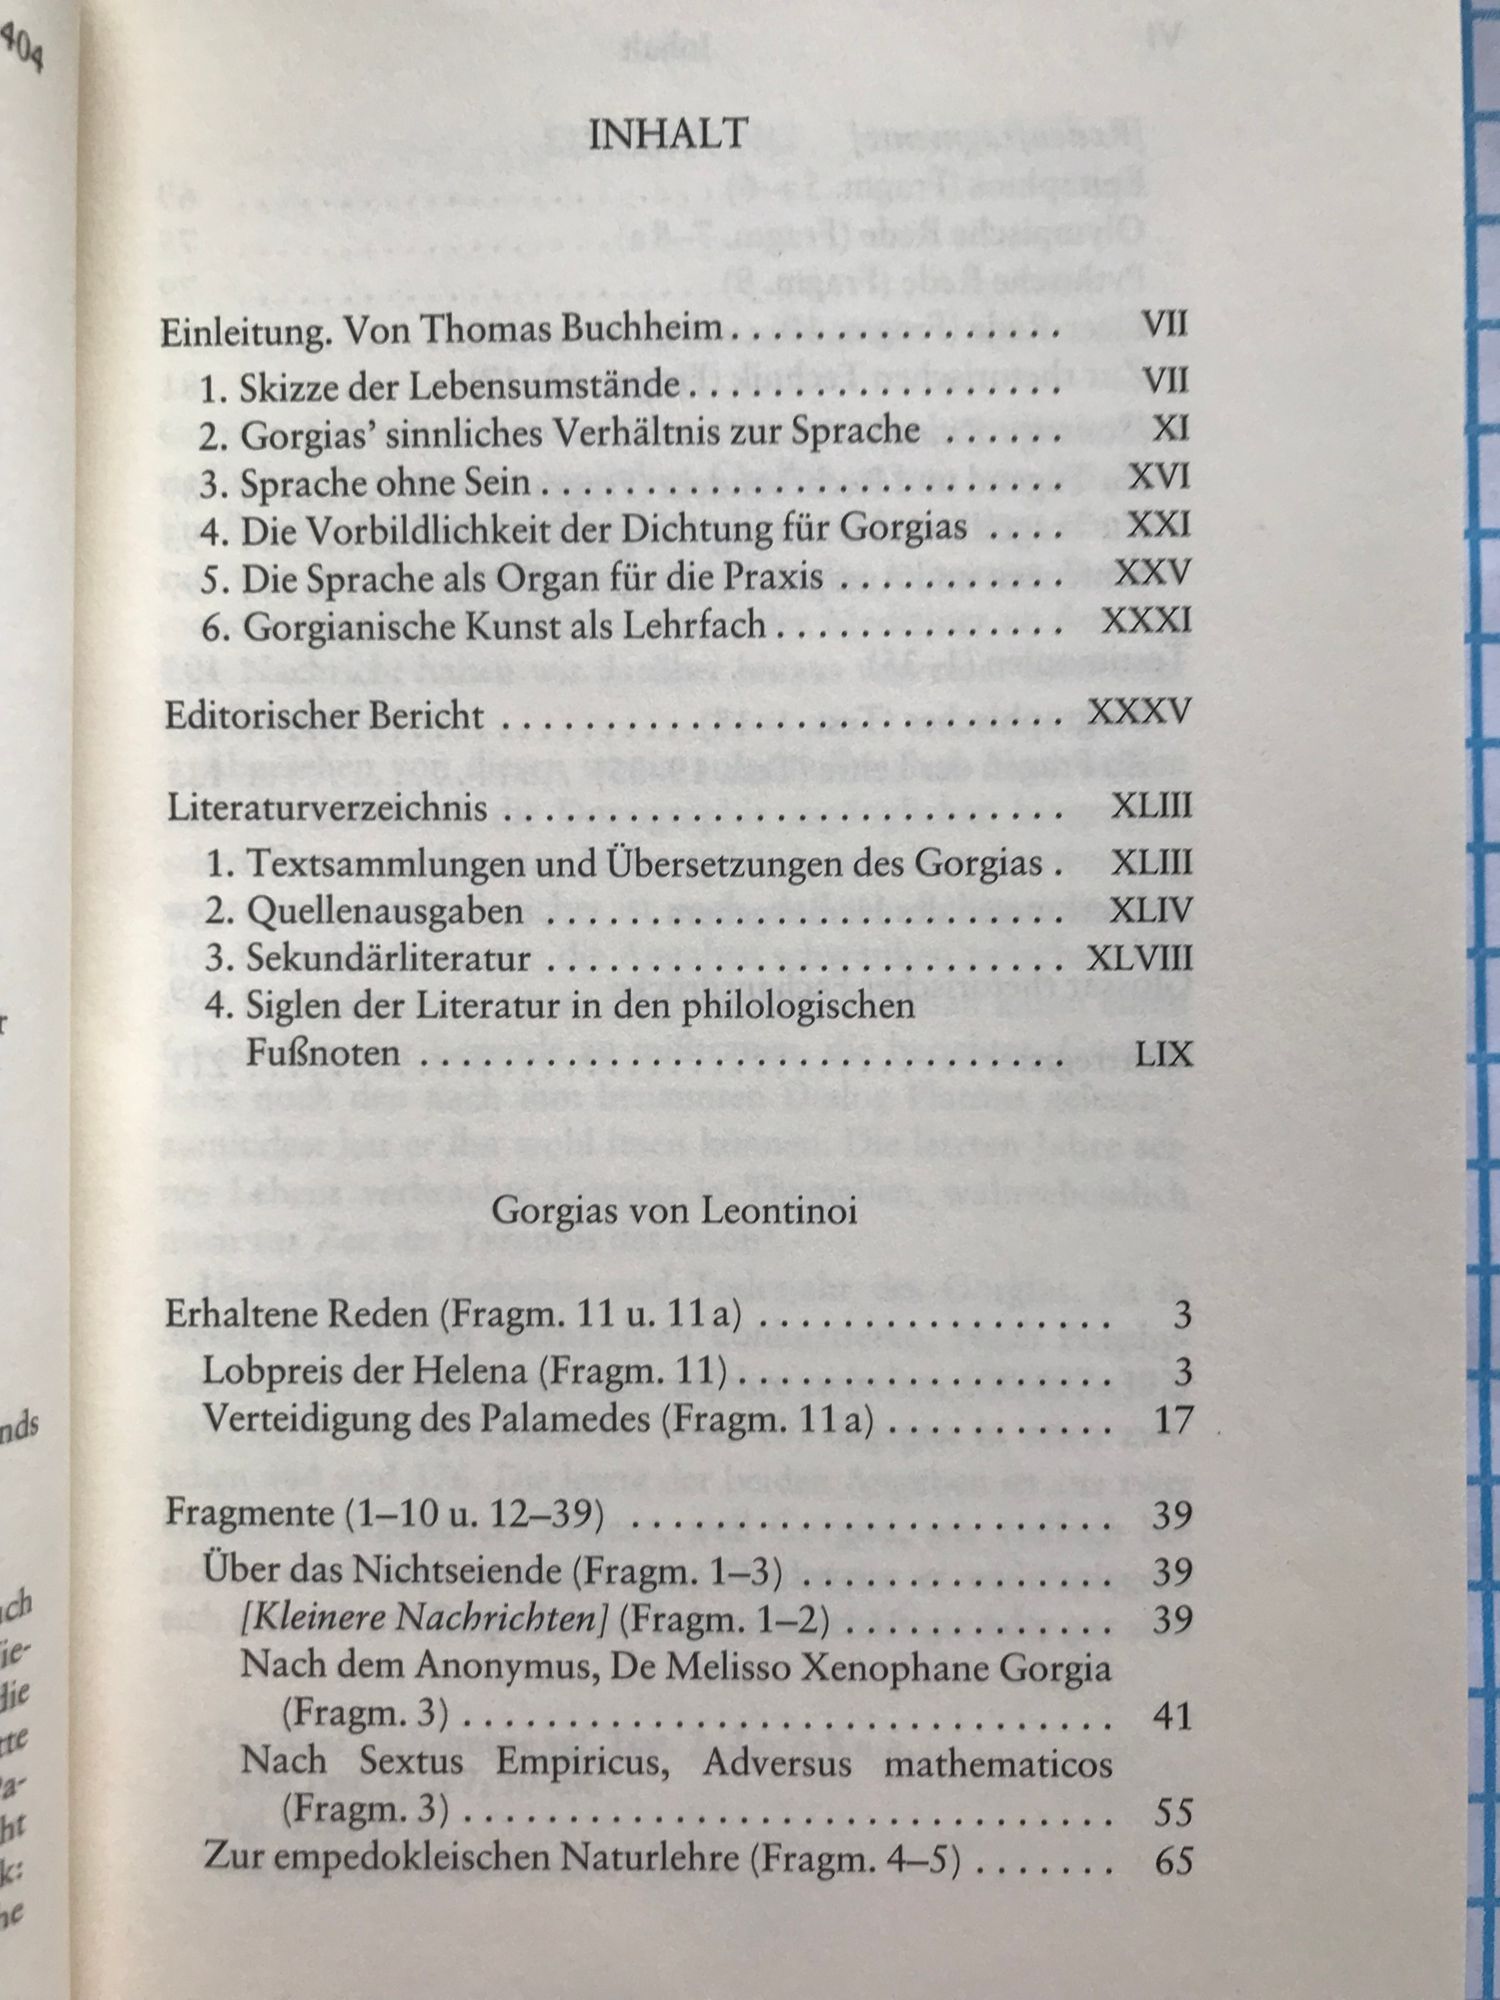 404
nds
INHALT
Einleitung. Von Thomas Buchheim................ VII
1. Skizze der Lebensumstände.................. VII
2. Gorgias’ sinnliches Verhältnis zur Sprache ...... XI
3. Sprache ohne Sein......................... XVI
4. Die Vorbildlichkeit der Dichtung für Gorgias .... XXI
5. Die Sprache als Organ für die Praxis ........... XXV
6. Gorgianische Kunst als Lehrfach.............. XXXI
Editorischer Bericht ........................... XXXV
Literaturverzeichnis ........................... XLIII
1. Textsammlungen und Übersetzungen des Gorgias . XLIII
2. Quellenausgaben ......................... XLIV
3. Sekundärliteratur ......................... XLVIII
4. Siglen der Literatur in den philologischen
Fußnoten ............................... LIX
Gorgias von Leontinoi
Erhaltene Reden (Fragm. 11 u. 11 a) ................. 3
Lobpreis der Helena (Fragm. 11).................. 3
Verteidigung des Palamedes (Fragm. 11 a) ........... 17
Fragmente (1–10 u. 12–39) ....................... 39
Über das Nichtseiende (Fragm. 1–3) ............... 39
[Kleinere Nachrichten] (Fragm. 1–2) ............. 39
Nach dem Anonymus, De Melisso Xenophane Gorgia
(Fragm. 3) ............................... 41
Nach Sextus Empiricus, Adversus mathematicos
(Fragm. 3) ............................... 55
Zur empedokleischen Naturlehre (Fragm. 4–5) ....... 65